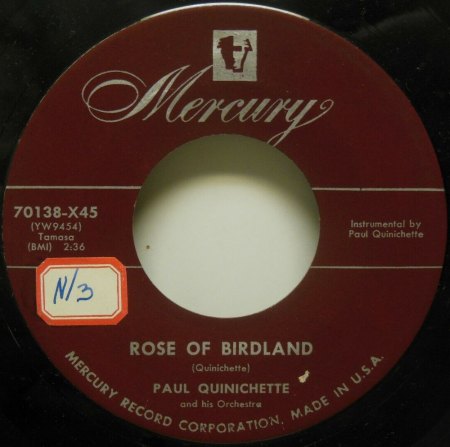 Mercury
70138-X45
(YW9454)
Tamasa
(BMI) 2:36
Instrumental by
Paul Quinichette
N/3
ROSE OF BIRDLAND
(Quinichette)
PAUL QUINICHETTE
and his Orchestra
MERCURY RECORD CORPORATION, MADE IN U.S.A.